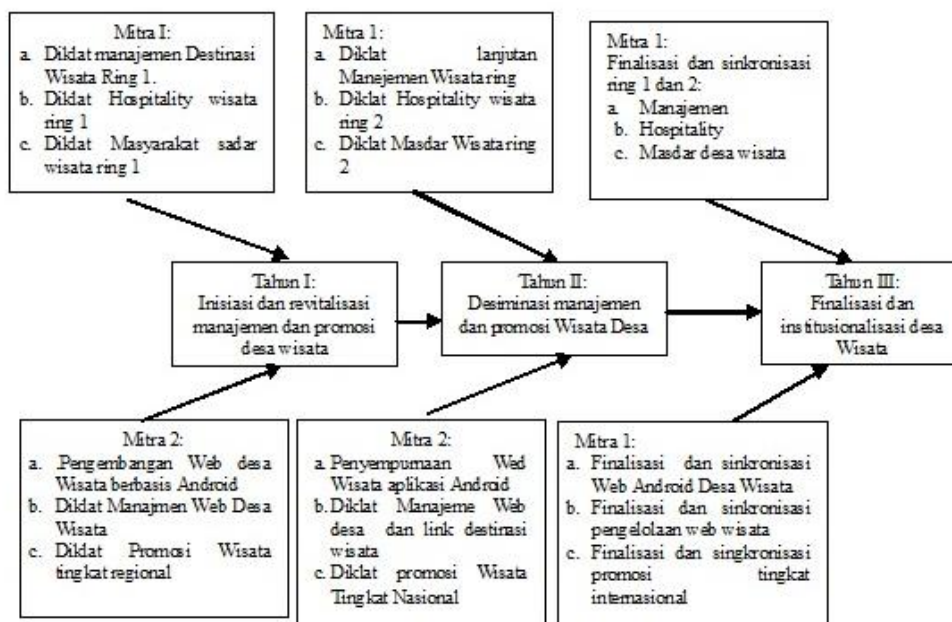 Mitra I:
a. Diklat manajemen Destinasi
Wisata Ring 1.
b. Diklat Hospitality wisata
ring 1
c. Diklat Masyarakat sadar
wisata ring 1
Mitra 1:
a. Diklat lanjutan
Manejemen Wisata ring
b. Diklat Hospitality wisata
ring 2
c. Diklat Masdar Wisata ring
2
Mitra 1:
Finalisasi dan sinkronisasi
ring 1 dan 2:
a. Manajemen
b. Hospitality
c. Masdar desa wisata
Tahun I:
Inisiasi dan revitalisasi
manajemen dan promosi
desa wisata
Tahun II:
Desiminasi manajemen
dan promosi Wisata Desa
Tahun III:
Finalisasi dan
institusionalisasi desa
Wisata
Mitra 2:
a. .Pengembangan Web desa
Wisata berbasis Android
b. Diklat Manajmen Web Desa
Wisata
c. Diklat Promosi Wisata
tingkat regional
Mitra 2:
a. Penyempurnaan Wed
Wisata aplikasi Android
b. Diklat Manajeme Web
desa dan link destinasi
wisata
c. Diklat promosi Wisata
Tingkat Nasional
Mitra 1:
a. Finalisasi dan sinkronisasi
Web Android Desa Wisata
b. Finalisasi dan sinkronisasi
pengelolaan web wisata
c. Finalisasi dan singkronisasi
promosi tingkat
internasional